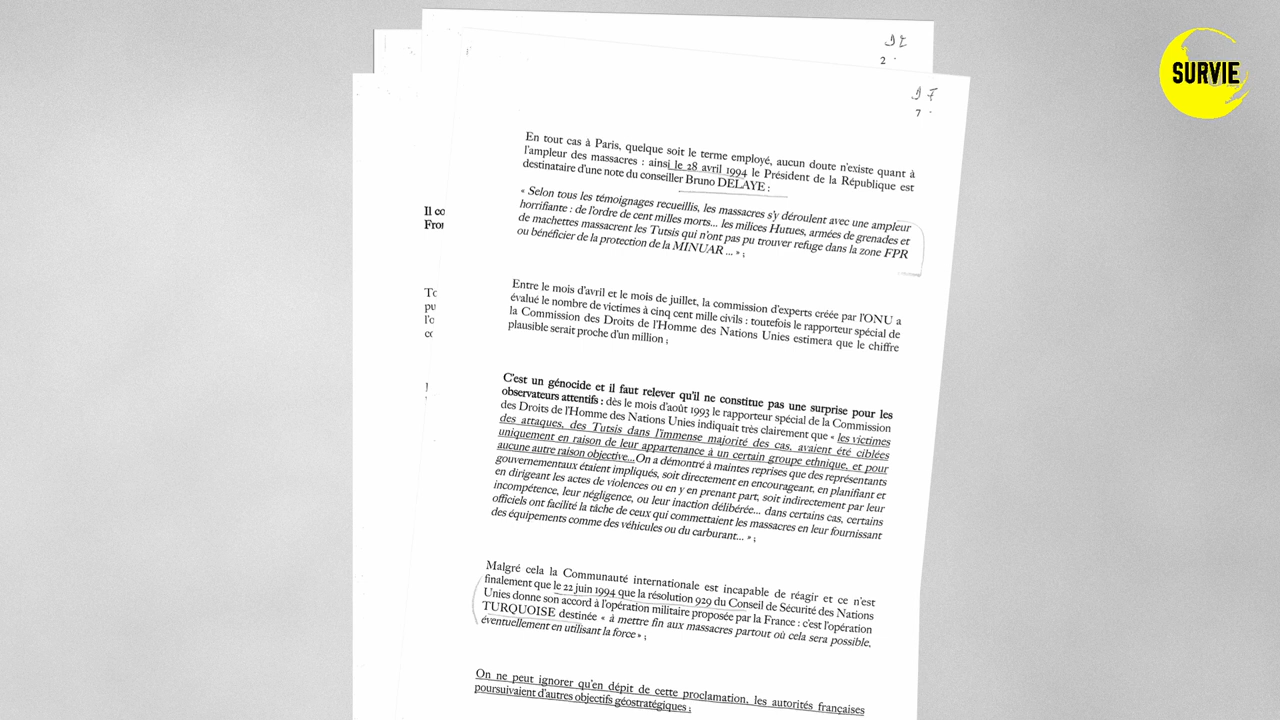 SURVIE
2
7
En tout cas à Paris, quelque soit le terme employé, aucun doute n'existe quant à
l'ampleur des massacres : ainsi le 28 avril 1994 le Président de la République est
destinataire d'une note du conseiller Bruno DELAYE :
« Selon tous les témoignages recueillis, les massacres s'y déroulent avec une ampleur
horrifiante : de l'ordre de cent milles morts... les milices Hutues, armées de grenades et
de machettes massacrent les Tutsis qui n'ont pas pu trouver refuge dans la zone FPR
ou bénéficier de la protection de la MINUAR ... » ;
Entre le mois d'avril et le mois de juillet, la commission d'experts créée par l'ONU a
évalué le nombre de victimes à cinq cent mille civils : toutefois le rapporteur spécial de
la Commission des Droits de l'Homme des Nations Unies estimera que le chiffre
plausible serait proche d'un million ;
C'est un génocide et il faut relever qu'il ne constitue pas une surprise pour les
observateurs attentifs : dès le mois d'août 1993 le rapporteur spécial de la Commission
des Droits de l'Homme des Nations Unies indiquait très clairement que « les victimes
des attaques, des Tutsis dans l'immense majorité des cas, avaient été ciblées
uniquement en raison de leur appartenance à un certain groupe ethnique, et pour
aucune autre raison objective...On a démontré à maintes reprises que des représentants
gouvernementaux étaient impliqués, soit directement en encourageant, en planifiant et
en dirigeant les actes de violences ou en y en prenant part, soit indirectement par leur
incompétence, leur négligence, ou leur inaction délibérée... dans certains cas, certains
officiels ont facilité la tâche de ceux qui commettaient les massacres en leur fournissant
des équipements comme des véhicules ou du carburant... » ;
Malgré cela la Communauté internationale est incapable de réagir et ce n'est
finalement que le 22 juin 1994 que la résolution 929 du Conseil de Sécurité des Nations
Unies donne son accord à l'opération militaire proposée par la France : c'est l'opération
TURQUOISE destinée « à mettre fin aux massacres partout où cela sera possible,
éventuellement en utilisant la force » ;
On ne peut ignorer qu'en dépit de cette proclamation, les autorités françaises
poursuivaient d'autres objectifs géostratégiques ;